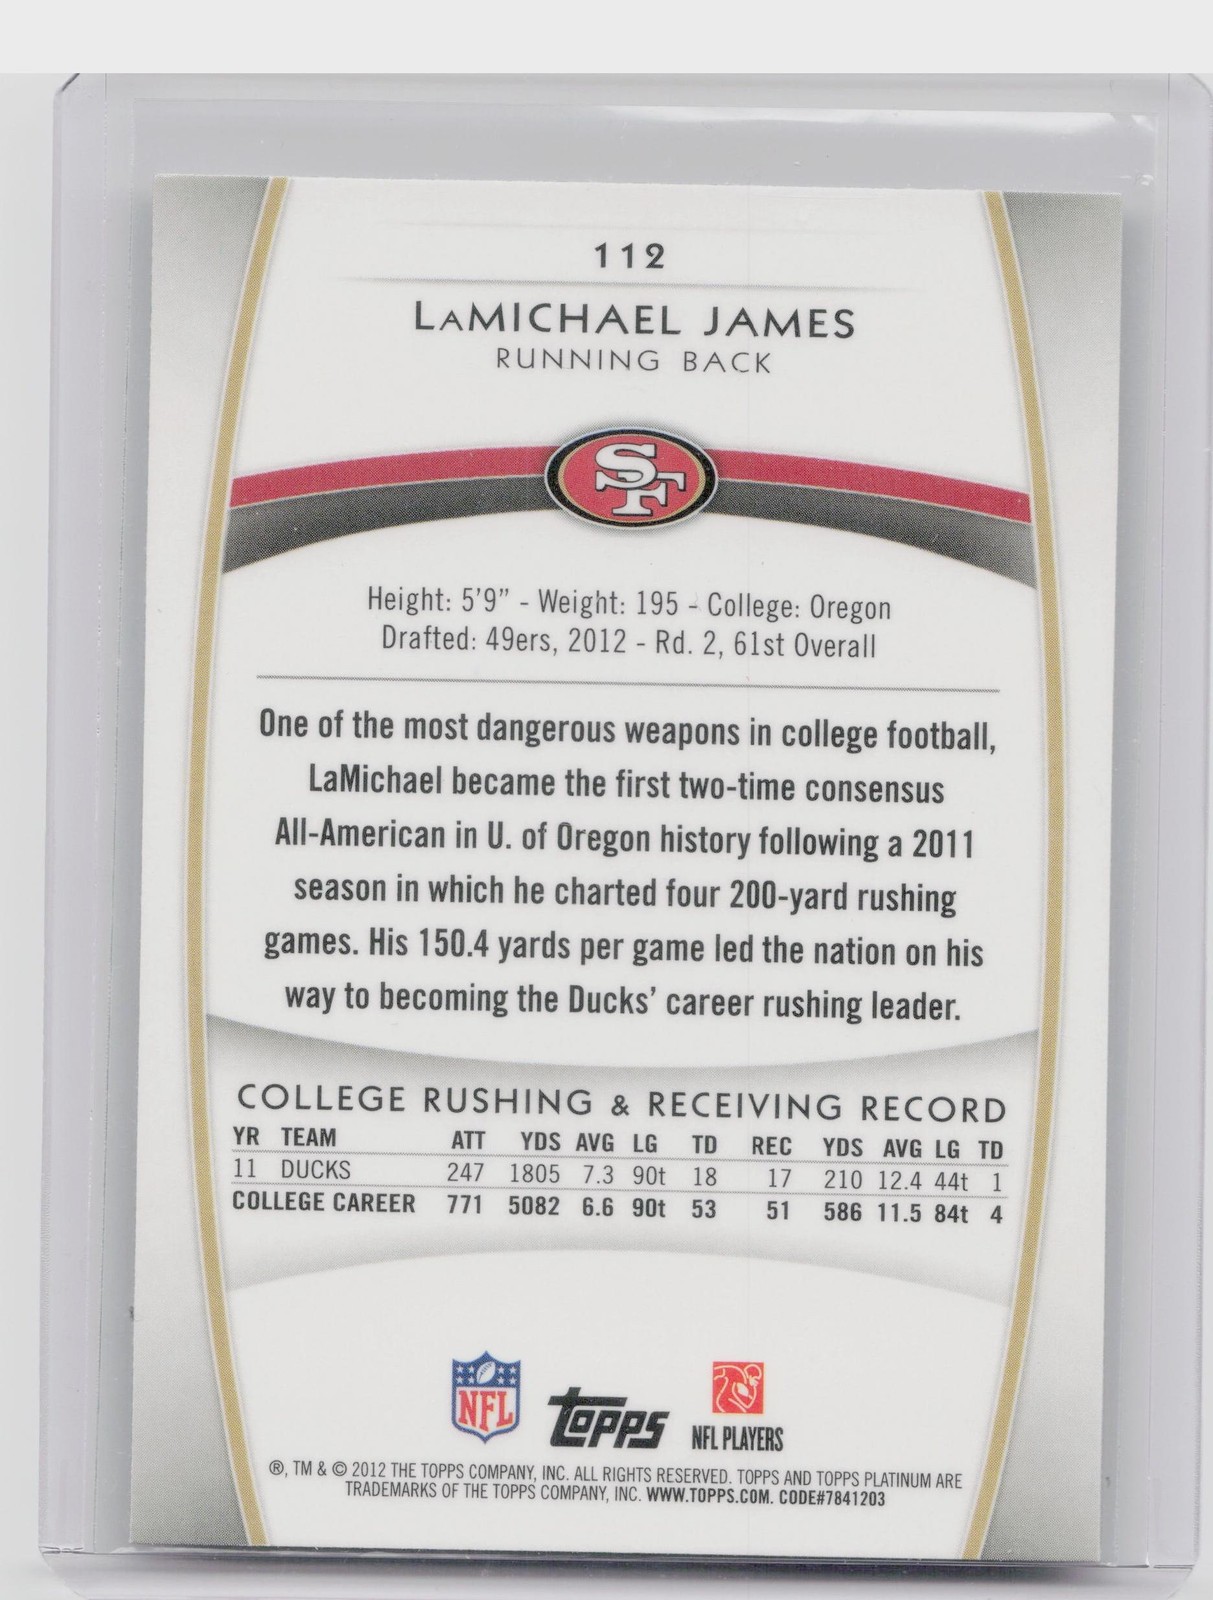 112
LaMICHAEL JAMES
RUNNING BACK
SF
Height: 5'9" - Weight: 195 - College: Oregon
Drafted: 49ers, 2012 - Rd. 2, 61st Overall
One of the most dangerous weapons in college football,
LaMichael became the first two-time consensus
All-American in U. of Oregon history following a 2011
season in which he charted four 200-yard rushing
games. His 150.4 yards per game led the nation on his
way to becoming the Ducks' career rushing leader.
COLLEGE RUSHING & RECEIVING RECORD
YR TEAM ATT YDS AVG LG TD REC YDS AVG LG TD
11 DUCKS 247 1805 7.3 90t 18 17 210 12.4 44t 1
COLLEGE CAREER 771 5082 6.6 90t 53 51 586 11.5 84t 4
NFL Topps NFL PLAYERS
®, TM & © 2012 THE TOPPS COMPANY, INC. ALL RIGHTS RESERVED. TOPPS AND TOPPS PLATINUM ARE
TRADEMARKS OF THE TOPPS COMPANY, INC. WWW.TOPPS.COM. CODE#7841203